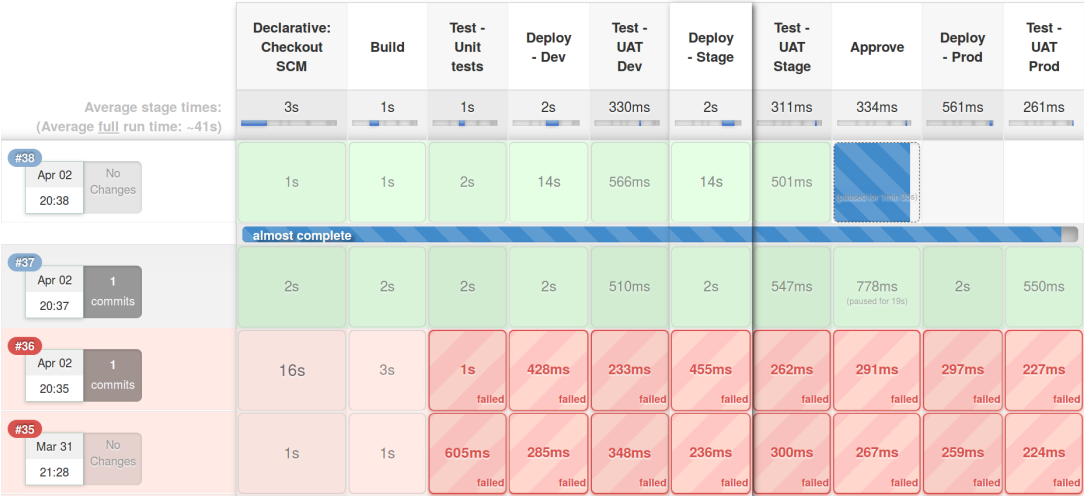 Declarative:
Checkout
SCM
Build
Test -
Unit
tests
Deploy
- Dev
Test -
UAT
Dev
Deploy
- Stage
Test -
UAT
Stage
Approve
Deploy
- Prod
Test -
UAT
Prod
Average stage times:
(Average full run time: ~41s)
3s
1s
1s
2s
330ms
2s
311ms
334ms
561ms
261ms
#38
Apr 02
20:38
No
Changes
1s
1s
2s
14s
566ms
14s
501ms
almost complete
#37
Apr 02
20:37
1
commits
2s
2s
2s
2s
510ms
2s
547ms
778ms
(paused for 19s)
2s
550ms
#36
Apr 02
20:35
1
commits
16s
3s
1s
failed
428ms
failed
233ms
failed
455ms
failed
262ms
failed
291ms
failed
297ms
failed
227ms
failed
#35
Mar 31
21:28
No
Changes
1s
1s
605ms
failed
285ms
failed
348ms
failed
236ms
failed
300ms
failed
267ms
failed
259ms
failed
224ms
failed